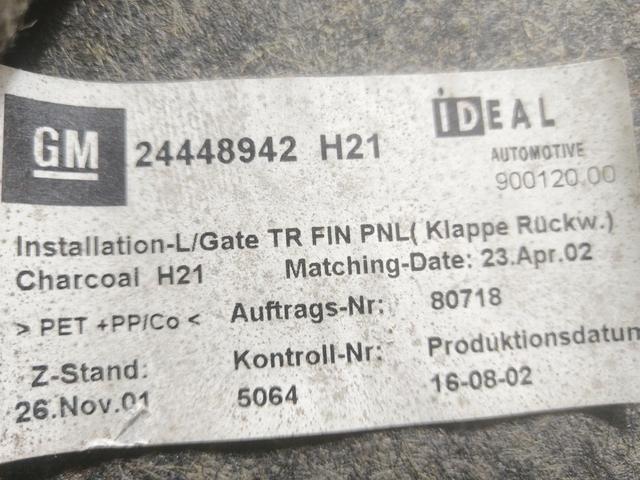 GM 24448942 H21 iDEAL
AUTOMOTIVE
900120.00
Installation-L/Gate TR FIN PNL( Klappe Rückw.)
Charcoal H21 Matching-Date: 23.Apr.02
> PET +PP/Co < Auftrags-Nr: 80718
Z-Stand: Kontroll-Nr: Produktionsdatum
26.Nov.01 5064 16-08-02